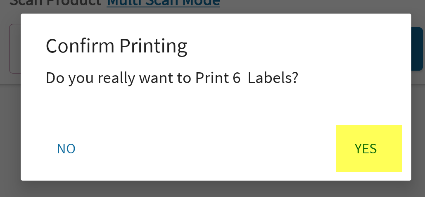 Scan Product Multi Scan Mode
Confirm Printing
Do you really want to Print 6 Labels?
NO
YES